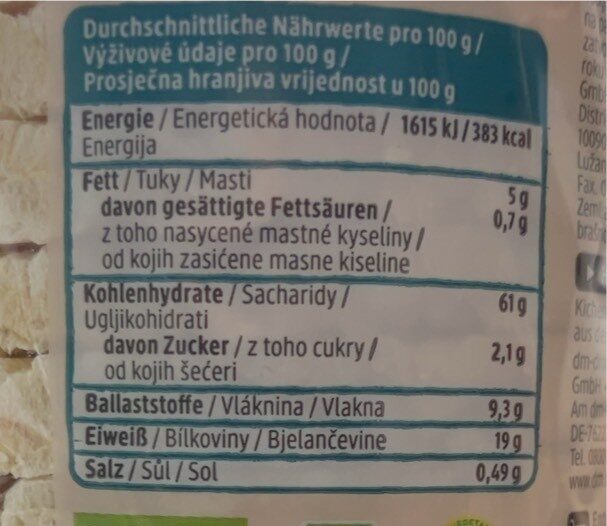 Durchschnittliche Nährwerte pro 100 g/
Výživové údaje pro 100 g/
Prosječna hranjiva vrijednost u 100 g
Energie / Energetická hodnota / 1615 kJ / 383 kcal
Energija
Fett / Tuky / Masti 5 g
davon gesättigte Fettsäuren / 0,7 g
z toho nasycené mastné kyseliny /
od kojih zasićene masne kiseline
Kohlenhydrate / Sacharidy / 61 g
Ugljikohidrati
davon Zucker / z toho cukry / 2,1 g
od kojih šećeri
Ballaststoffe / Vláknina / Vlakna 9,3 g
Eiweiß / Bílkoviny / Bjelančevine 19 g
Salz / Sůl / Sol 0,49 g
GmbH
Tel.